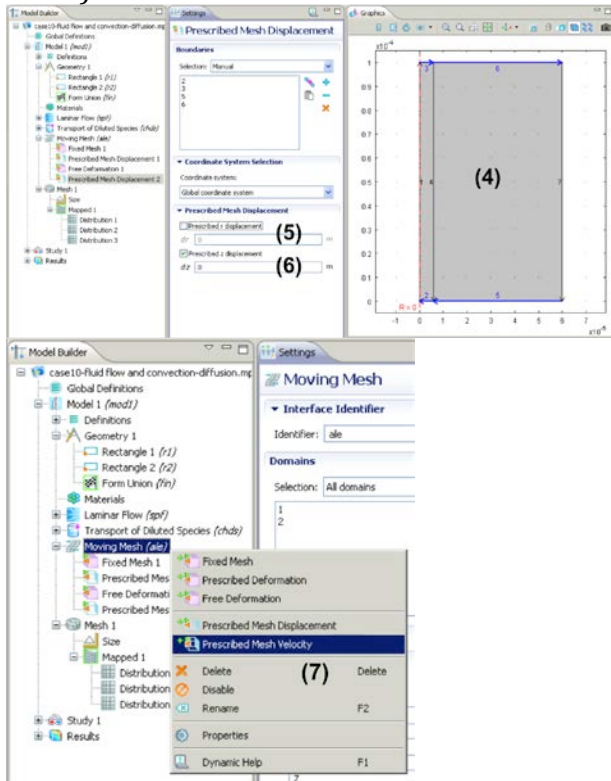 Model Builder
case10-fluid flow and convection-diffusion.mp
Global Definitions
Model 1 (mod1)
Definitions
Geometry 1
Rectangle 1 (r1)
Rectangle 2 (r2)
Form Union (fin)
Materials
Laminar Flow (spf)
Transport of Diluted Species (chds)
Moving Mesh (ale)
Fixed Mesh 1
Prescribed Mesh Displacement 1
Free Deformation 1
Prescribed Mesh Displacement 2
Mesh 1
Size
Mapped 1
Distribution 1
Distribution 2
Distribution 3
Study 1
Results
Settings
Prescribed Mesh Displacement
Boundaries
Selection: Manual
2
3
5
6
Coordinate System Selection
Coordinate system:
Global coordinate system
Prescribed Mesh Displacement
Prescribed r displacement
(5)
dr 0 m
Prescribed z displacement
(6)
dz 0 m
Graphics
x10⁻⁴
1
0.9
0.8
0.7
0.6
0.5
0.4
0.3
0.2
0.1
0
3 6
4 7
(4)
2 5
R=0
-1 0 1 2 3 4 5 6 7
x10⁻⁵
Model Builder
case10-fluid flow and convection-diffusion.mp
Global Definitions
Model 1 (mod1)
Definitions
Geometry 1
Rectangle 1 (r1)
Rectangle 2 (r2)
Form Union (fin)
Materials
Laminar Flow (spf)
Transport of Diluted Species (chds)
Moving Mesh (ale)
Fixed Mesh 1
Prescribed Mes
Free Deformati
Prescribed Mes
Mesh 1
Size
Mapped 1
Distribution
Distribution
Distribution
Study 1
Results
Settings
Moving Mesh
Interface Identifier
Identifier: ale
Domains
Selection: All domains
1
2
Fixed Mesh
Prescribed Deformation
Free Deformation
Prescribed Mesh Displacement
Prescribed Mesh Velocity
(7)
Delete Delete
Disable
Rename F2
Properties
Dynamic Help F1